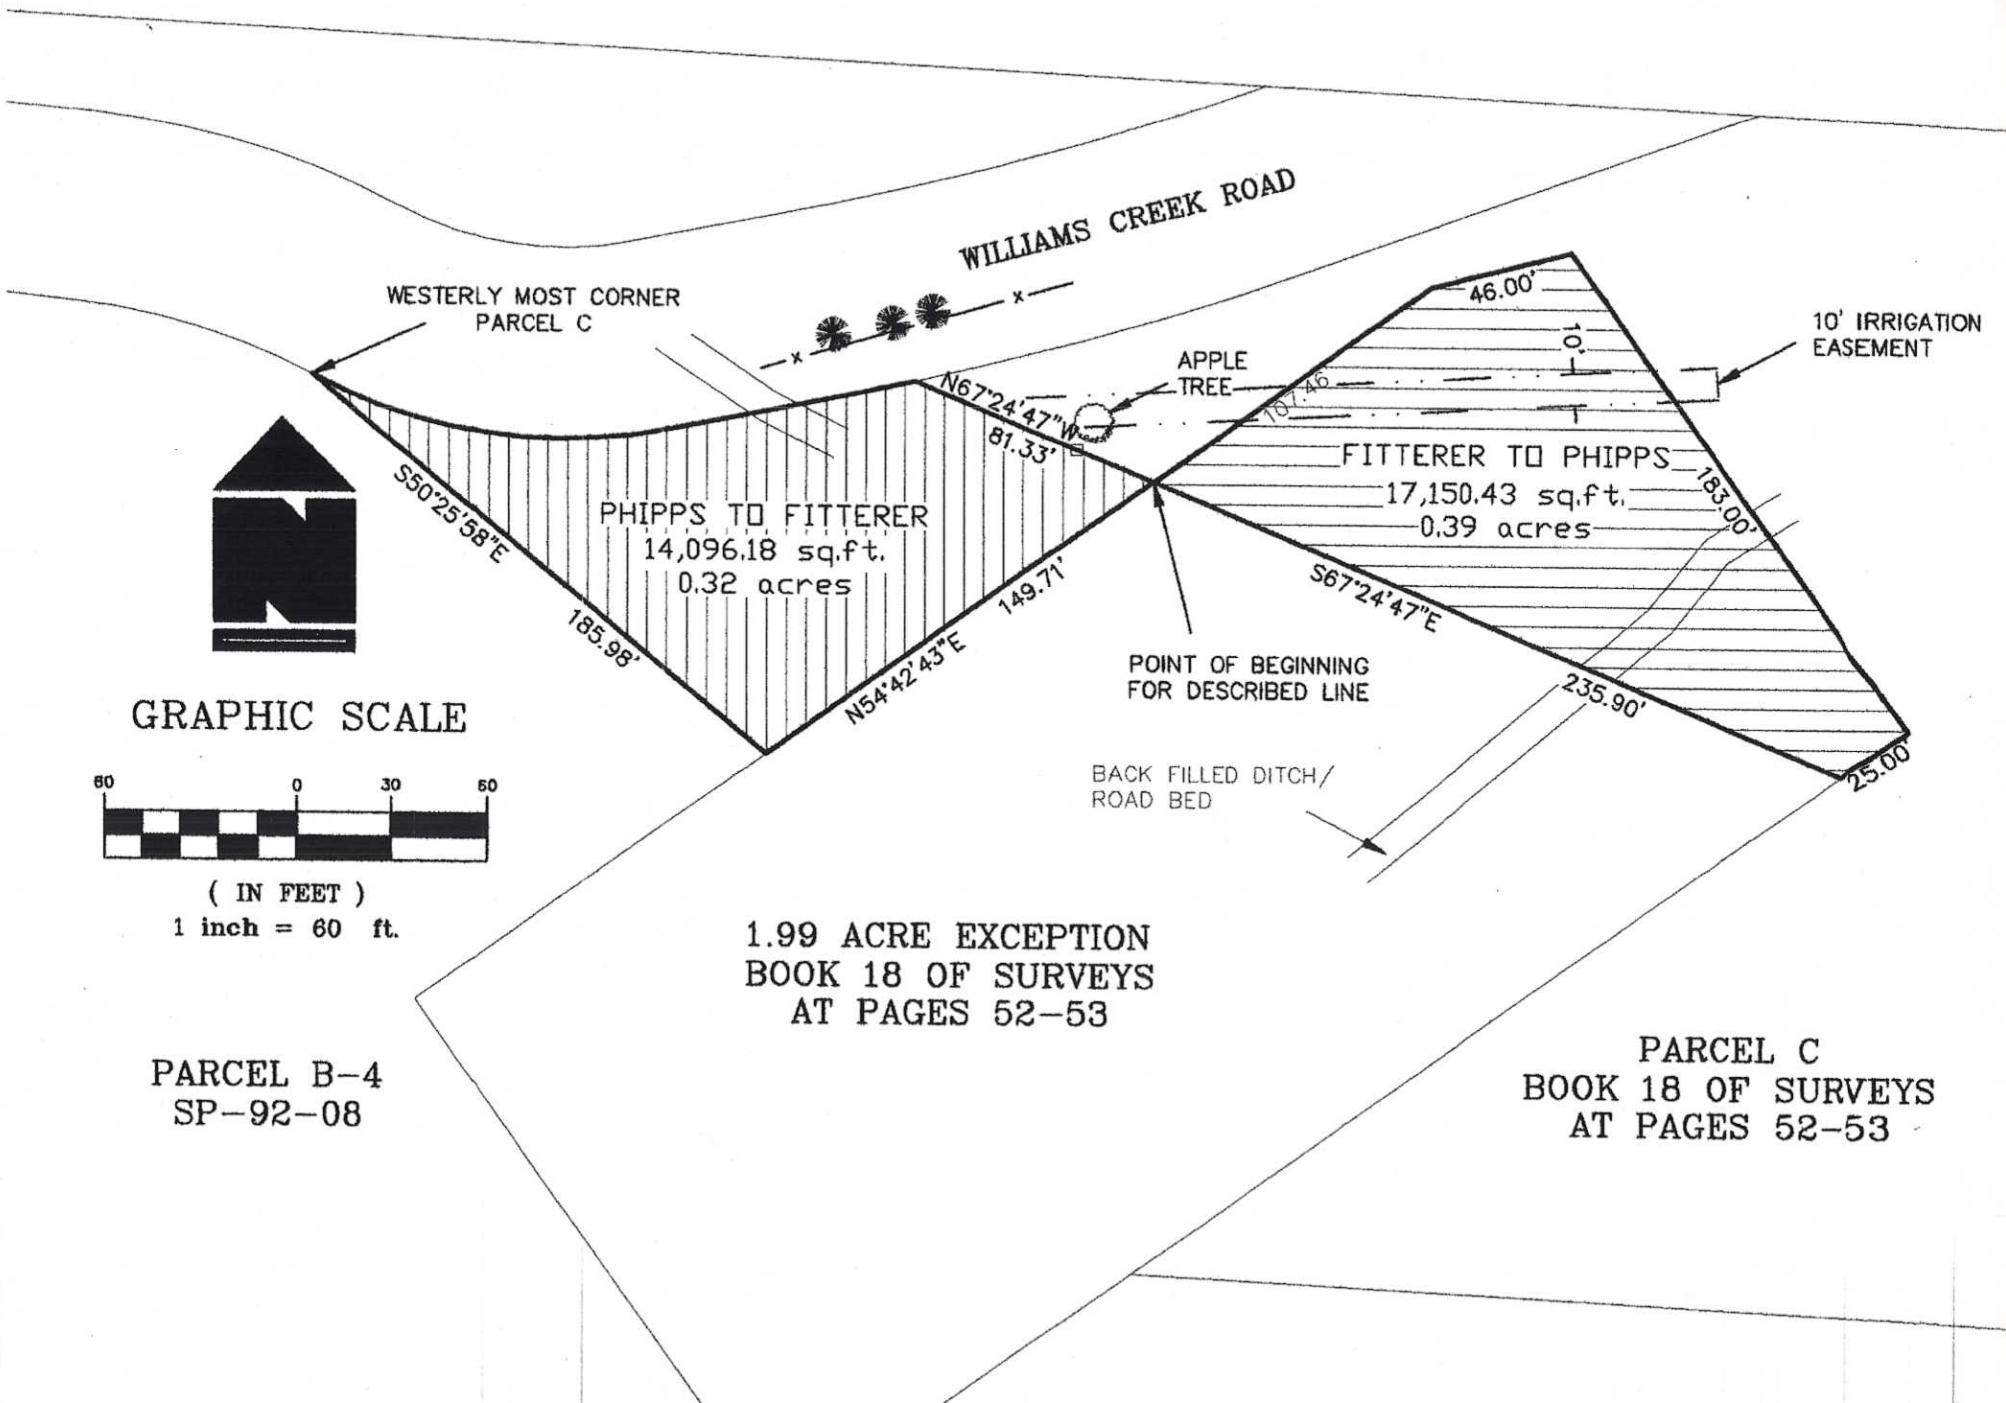 WILLIAMS CREEK ROAD
WESTERLY MOST CORNER
PARCEL C
46.00'
10' IRRIGATION
EASEMENT
10'
APPLE
TREE
N67°24'47"W
81.33'
107.46
FITTERER TO PHIPPS
17,150.43 sq.ft.
0.39 acres
183.00'
S50°25'58"E
185.98'
PHIPPS TO FITTERER
14,096.18 sq.ft.
0.32 acres
N54°42'43"E
149.71'
S67°24'47"E
235.90'
25.00'
POINT OF BEGINNING
FOR DESCRIBED LINE
N
GRAPHIC SCALE
60 0 30 60
( IN FEET )
1 inch = 60 ft.
BACK FILLED DITCH/
ROAD BED
1.99 ACRE EXCEPTION
BOOK 18 OF SURVEYS
AT PAGES 52-53
PARCEL B-4
SP-92-08
PARCEL C
BOOK 18 OF SURVEYS
AT PAGES 52-53